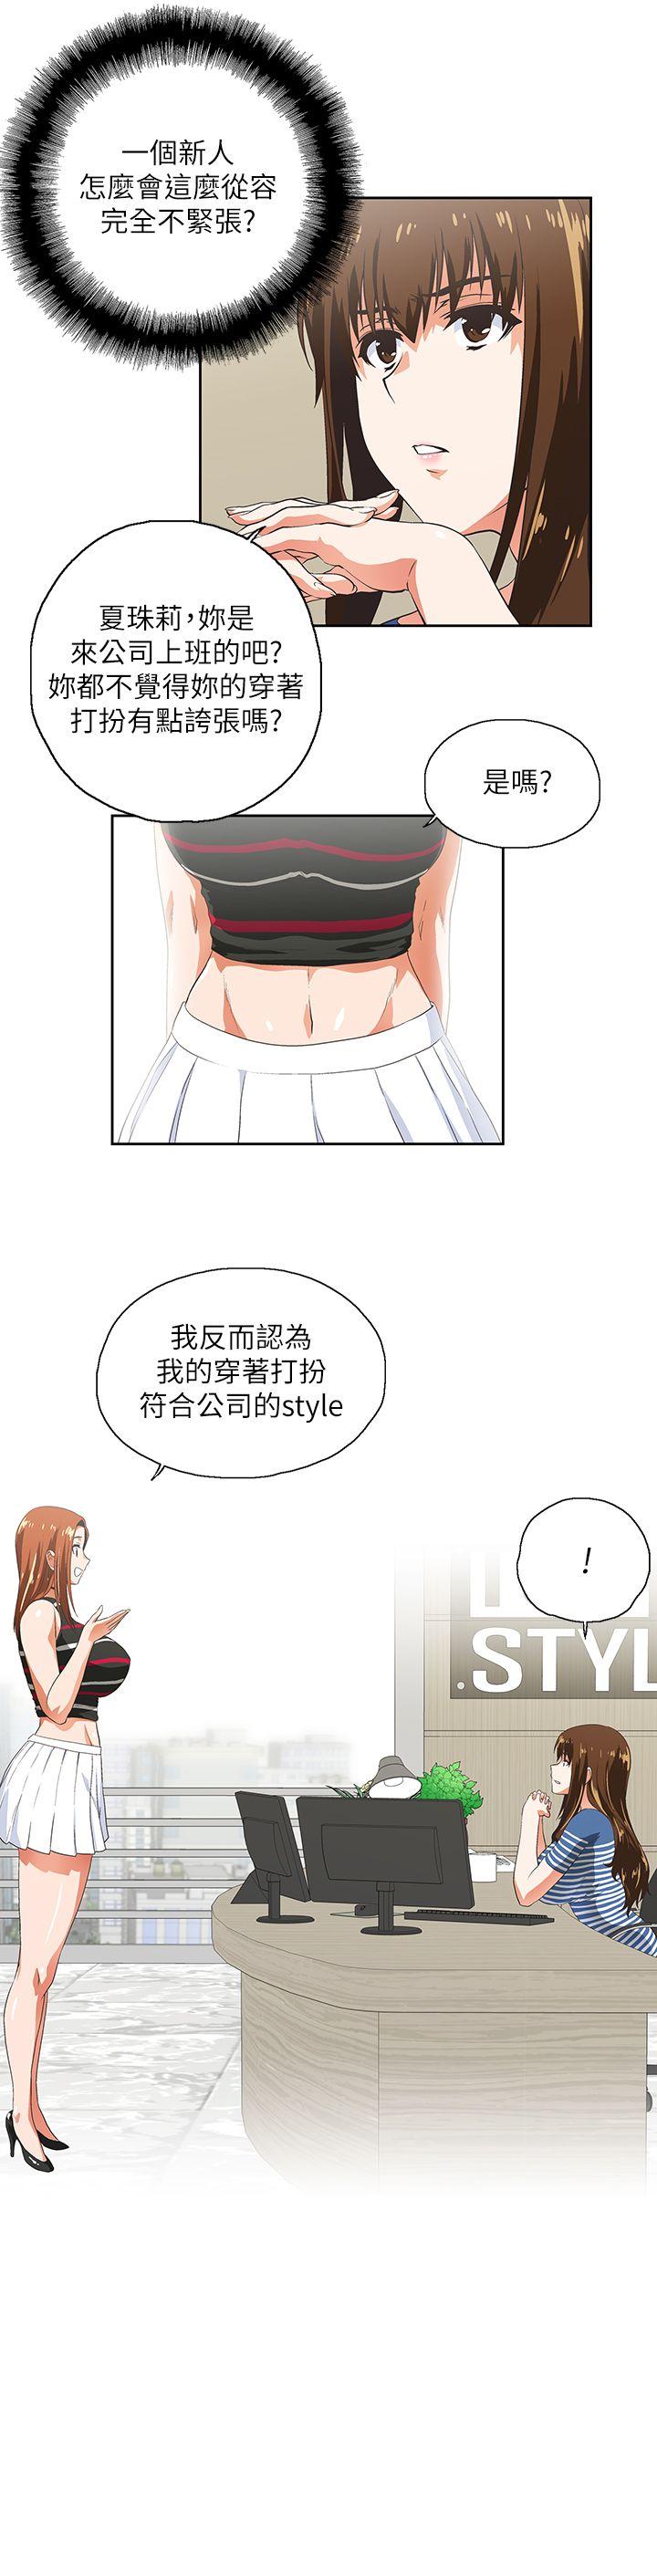 一個新人
怎麼會這麼從容
完全不緊張?
夏珠莉，妳是
來公司上班的吧?
妳都不覺得妳的穿著
打扮有點誇張嗎?
是嗎?
我反而認為
我的穿著打扮
符合公司的style
!
.STYL